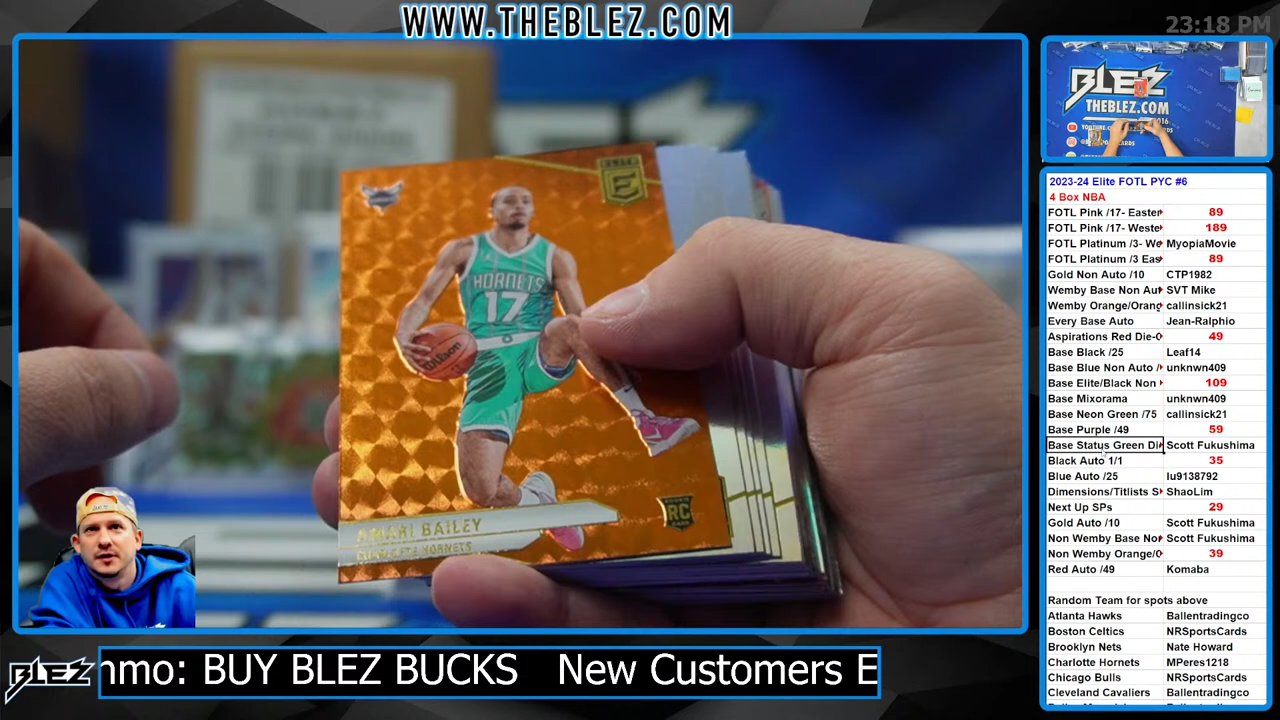 WWW.THEBLEZ.COM
23:18 PM
BLEZ
THEBLEZ.COM
2023-24 Elite FOTL PYC #6
4 Box NBA
FOTL Pink /17- Easter 89
FOTL Pink /17- Weste 189
FOTL Platinum /3- We MyopiaMovie
FOTL Platinum /3 Eas 89
Gold Non Auto /10 CTP1982
Wemby Base Non Au SVT Mike
Wemby Orange/Orang callinsick21
Every Base Auto Jean-Ralphio
Aspirations Red Die- 49
Base Black /25 Leaf14
Base Blue Non Auto / unknwn409
Base Elite/Black Non 109
Base Mixorama unknwn409
Base Neon Green /75 callinsick21
Base Purple /49 59
Base Status Green Di Scott Fukushima
Black Auto 1/1 35
Blue Auto /25 lu9138792
Dimensions/Titlists S ShaoLim
Next Up SPs 29
Gold Auto /10 Scott Fukushima
Non Wemby Base No Scott Fukushima
Non Wemby Orange/ 39
Red Auto /49 Komaba
Random Team for spots above
Atlanta Hawks Ballentradingco
Boston Celtics NRSportsCards
Brooklyn Nets Nate Howard
Charlotte Hornets MPeres1218
Chicago Bulls NRSportsCards
Cleveland Cavaliers Ballentradingco
ELITE
E
HORNETS
17
Wilson
AMARI BAILEY
CHARLOTTE HORNETS
RC
BLEZ
nmo: BUY BLEZ BUCKS New Customers E